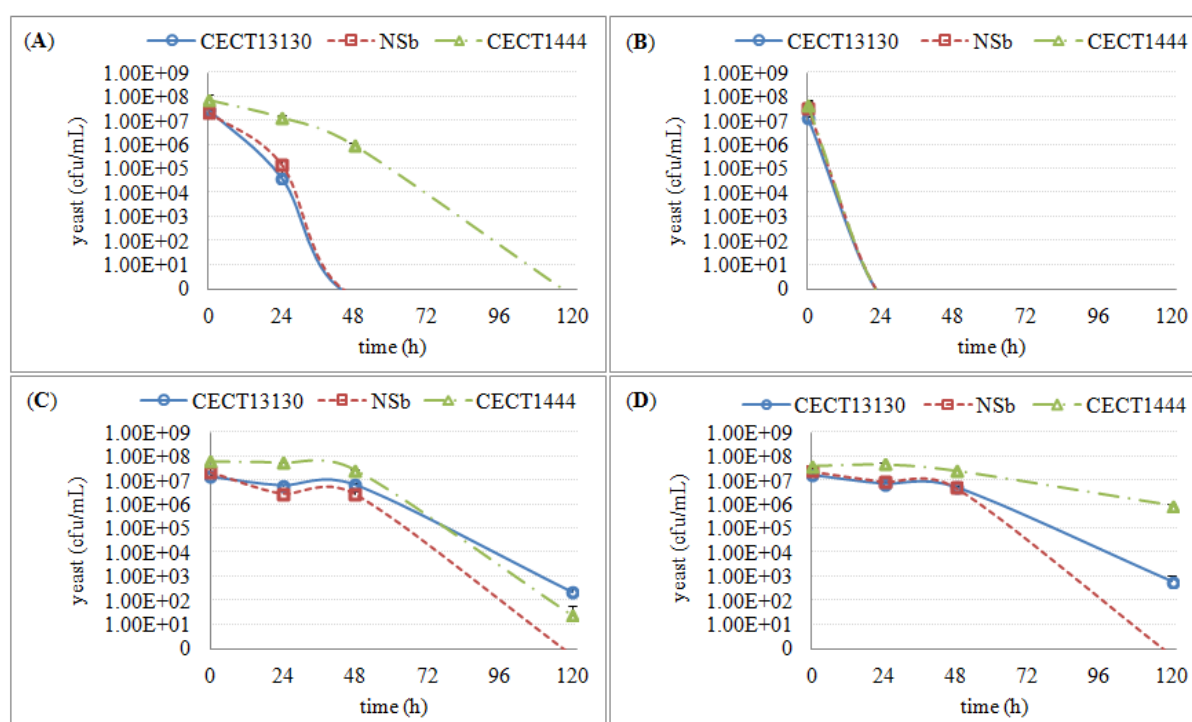 (A) CECT13130 NSb CECT1444
1.00E+09
1.00E+08
1.00E+07
1.00E+06
1.00E+05
1.00E+04
1.00E+03
1.00E+02
1.00E+01
0
yeast (cfu/mL)
0 24 48 72 96 120
time (h)
(B) CECT13130 NSb CECT1444
1.00E+09
1.00E+08
1.00E+07
1.00E+06
1.00E+05
1.00E+04
1.00E+03
1.00E+02
1.00E+01
0
yeast (cfu/mL)
0 24 48 72 96 120
time (h)
(C) CECT13130 NSb CECT1444
1.00E+09
1.00E+08
1.00E+07
1.00E+06
1.00E+05
1.00E+04
1.00E+03
1.00E+02
1.00E+01
0
yeast (cfu/mL)
0 24 48 72 96 120
time (h)
(D) CECT13130 NSb CECT1444
1.00E+09
1.00E+08
1.00E+07
1.00E+06
1.00E+05
1.00E+04
1.00E+03
1.00E+02
1.00E+01
0
yeast (cfu/mL)
0 24 48 72 96 120
time (h)